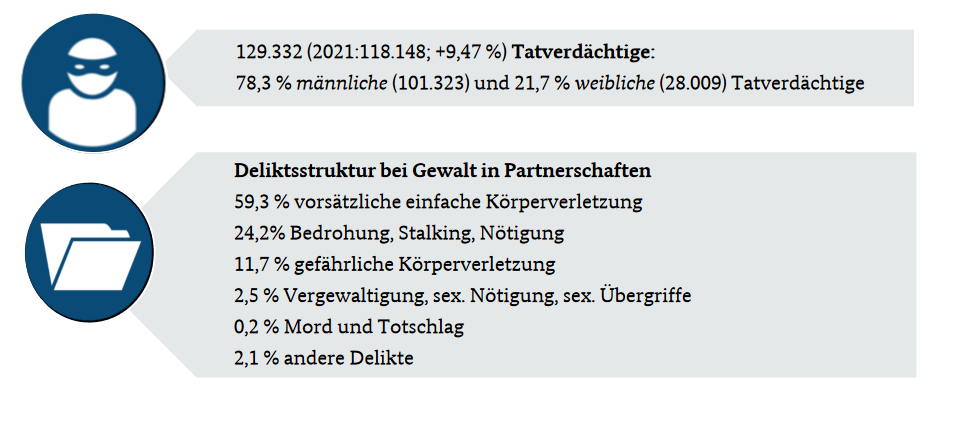 129.332 (2021:118.148; +9,47 %) Tatverdächtige:
78,3 % männliche (101.323) und 21,7 % weibliche (28.009) Tatverdächtige
Deliktsstruktur bei Gewalt in Partnerschaften
59,3 % vorsätzliche einfache Körperverletzung
24,2% Bedrohung, Stalking, Nötigung
11,7 % gefährliche Körperverletzung
2,5 % Vergewaltigung, sex. Nötigung, sex. Übergriffe
0,2 % Mord und Totschlag
2,1 % andere Delikte